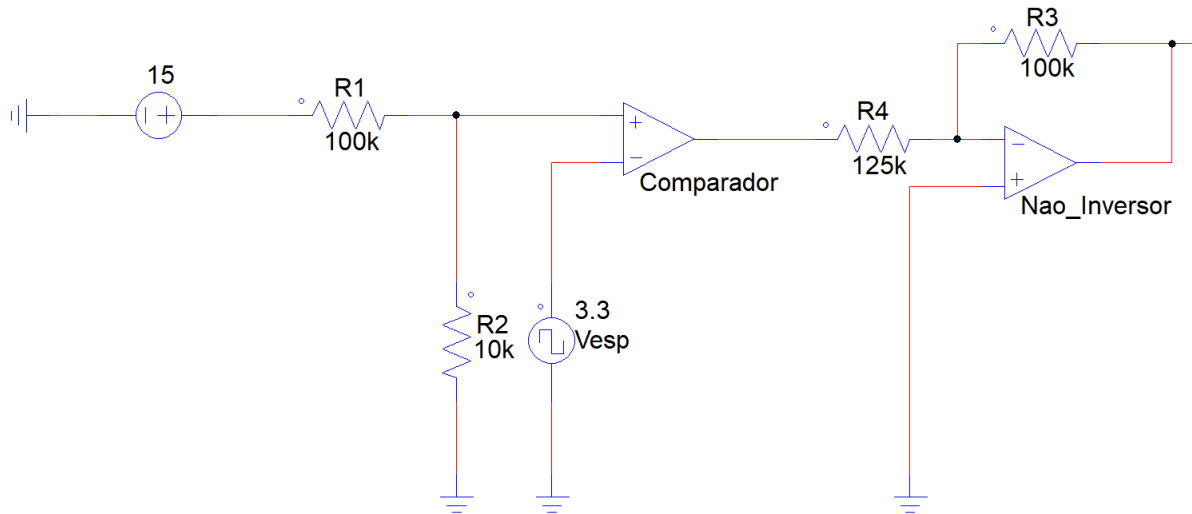 15
R1
100k
R2
10k
3.3
Vesp
Comparador
R4
125k
R3
100k
Nao_Inversor